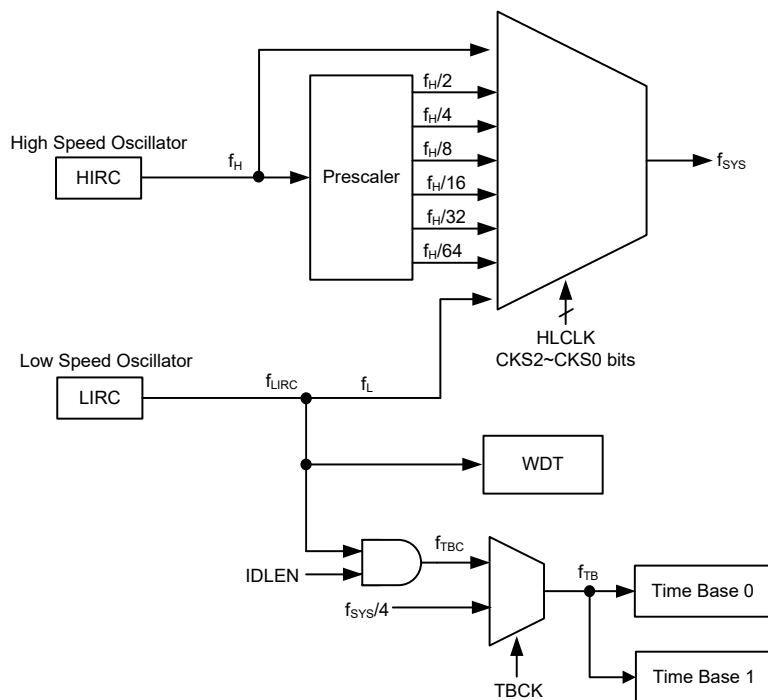 High Speed Oscillator
HIRC
fH
Prescaler
fH/2
fH/4
fH/8
fH/16
fH/32
fH/64
fSYS
HLCLK
CKS2~CKS0 bits
Low Speed Oscillator
LIRC
fLIRC
fL
WDT
IDLEN
fTBC
fSYS/4
TBCK
fTB
Time Base 0
Time Base 1